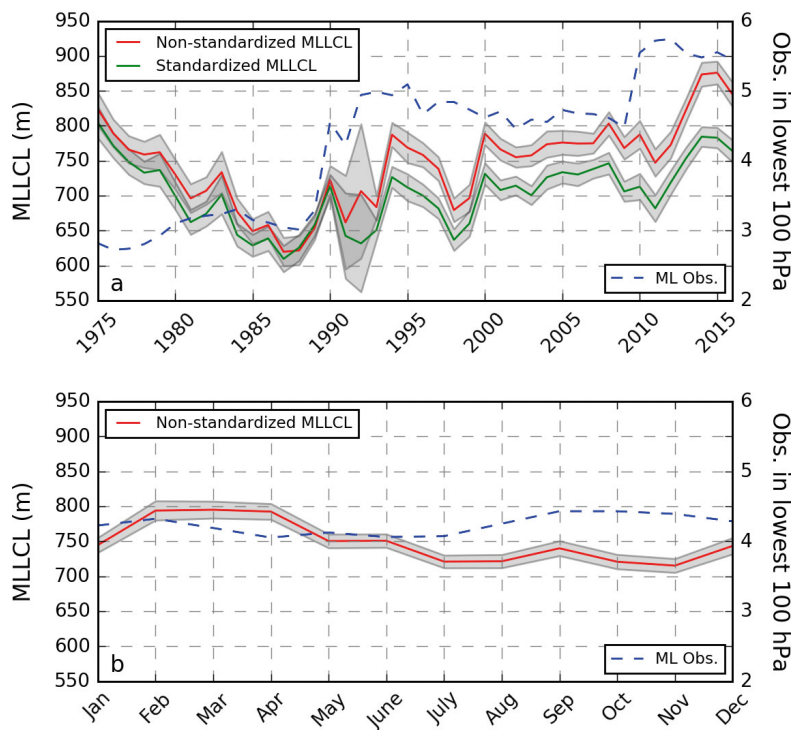 950
900
850
800
750
700
650
600
550
MLLCL (m)
Non-standardized MLLCL
Standardized MLLCL
ML Obs.
a
6
5
4
3
2
Obs. in lowest 100 hPa
1975
1980
1985
1990
1995
2000
2005
2010
2015
950
900
850
800
750
700
650
600
550
MLLCL (m)
Non-standardized MLLCL
ML Obs.
b
6
5
4
3
2
Obs. in lowest 100 hPa
Jan
Feb
Mar
Apr
May
June
July
Aug
Sep
Oct
Nov
Dec